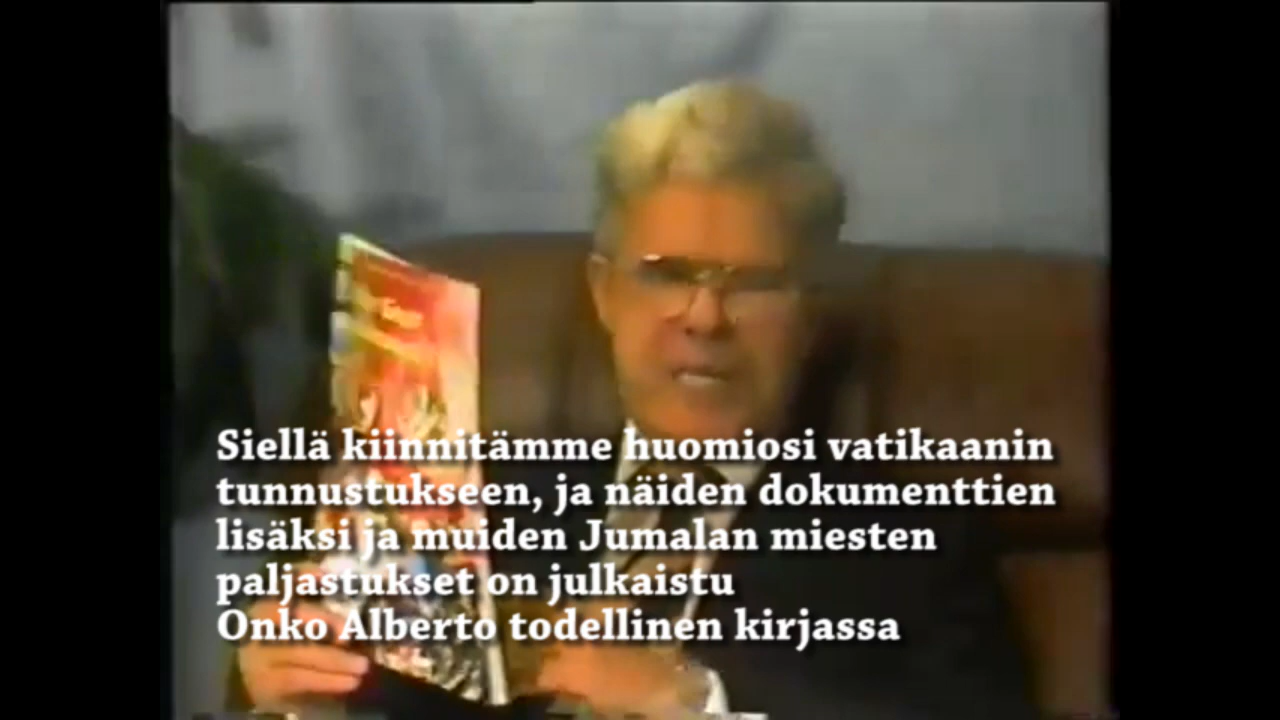 Siellä kiinnitämme huomiosi vatikaanin
tunnustukseen, ja näiden dokumenttien
lisäksi ja muiden Jumalan miesten
paljastukset on julkaistu
Onko Alberto todellinen kirjassa